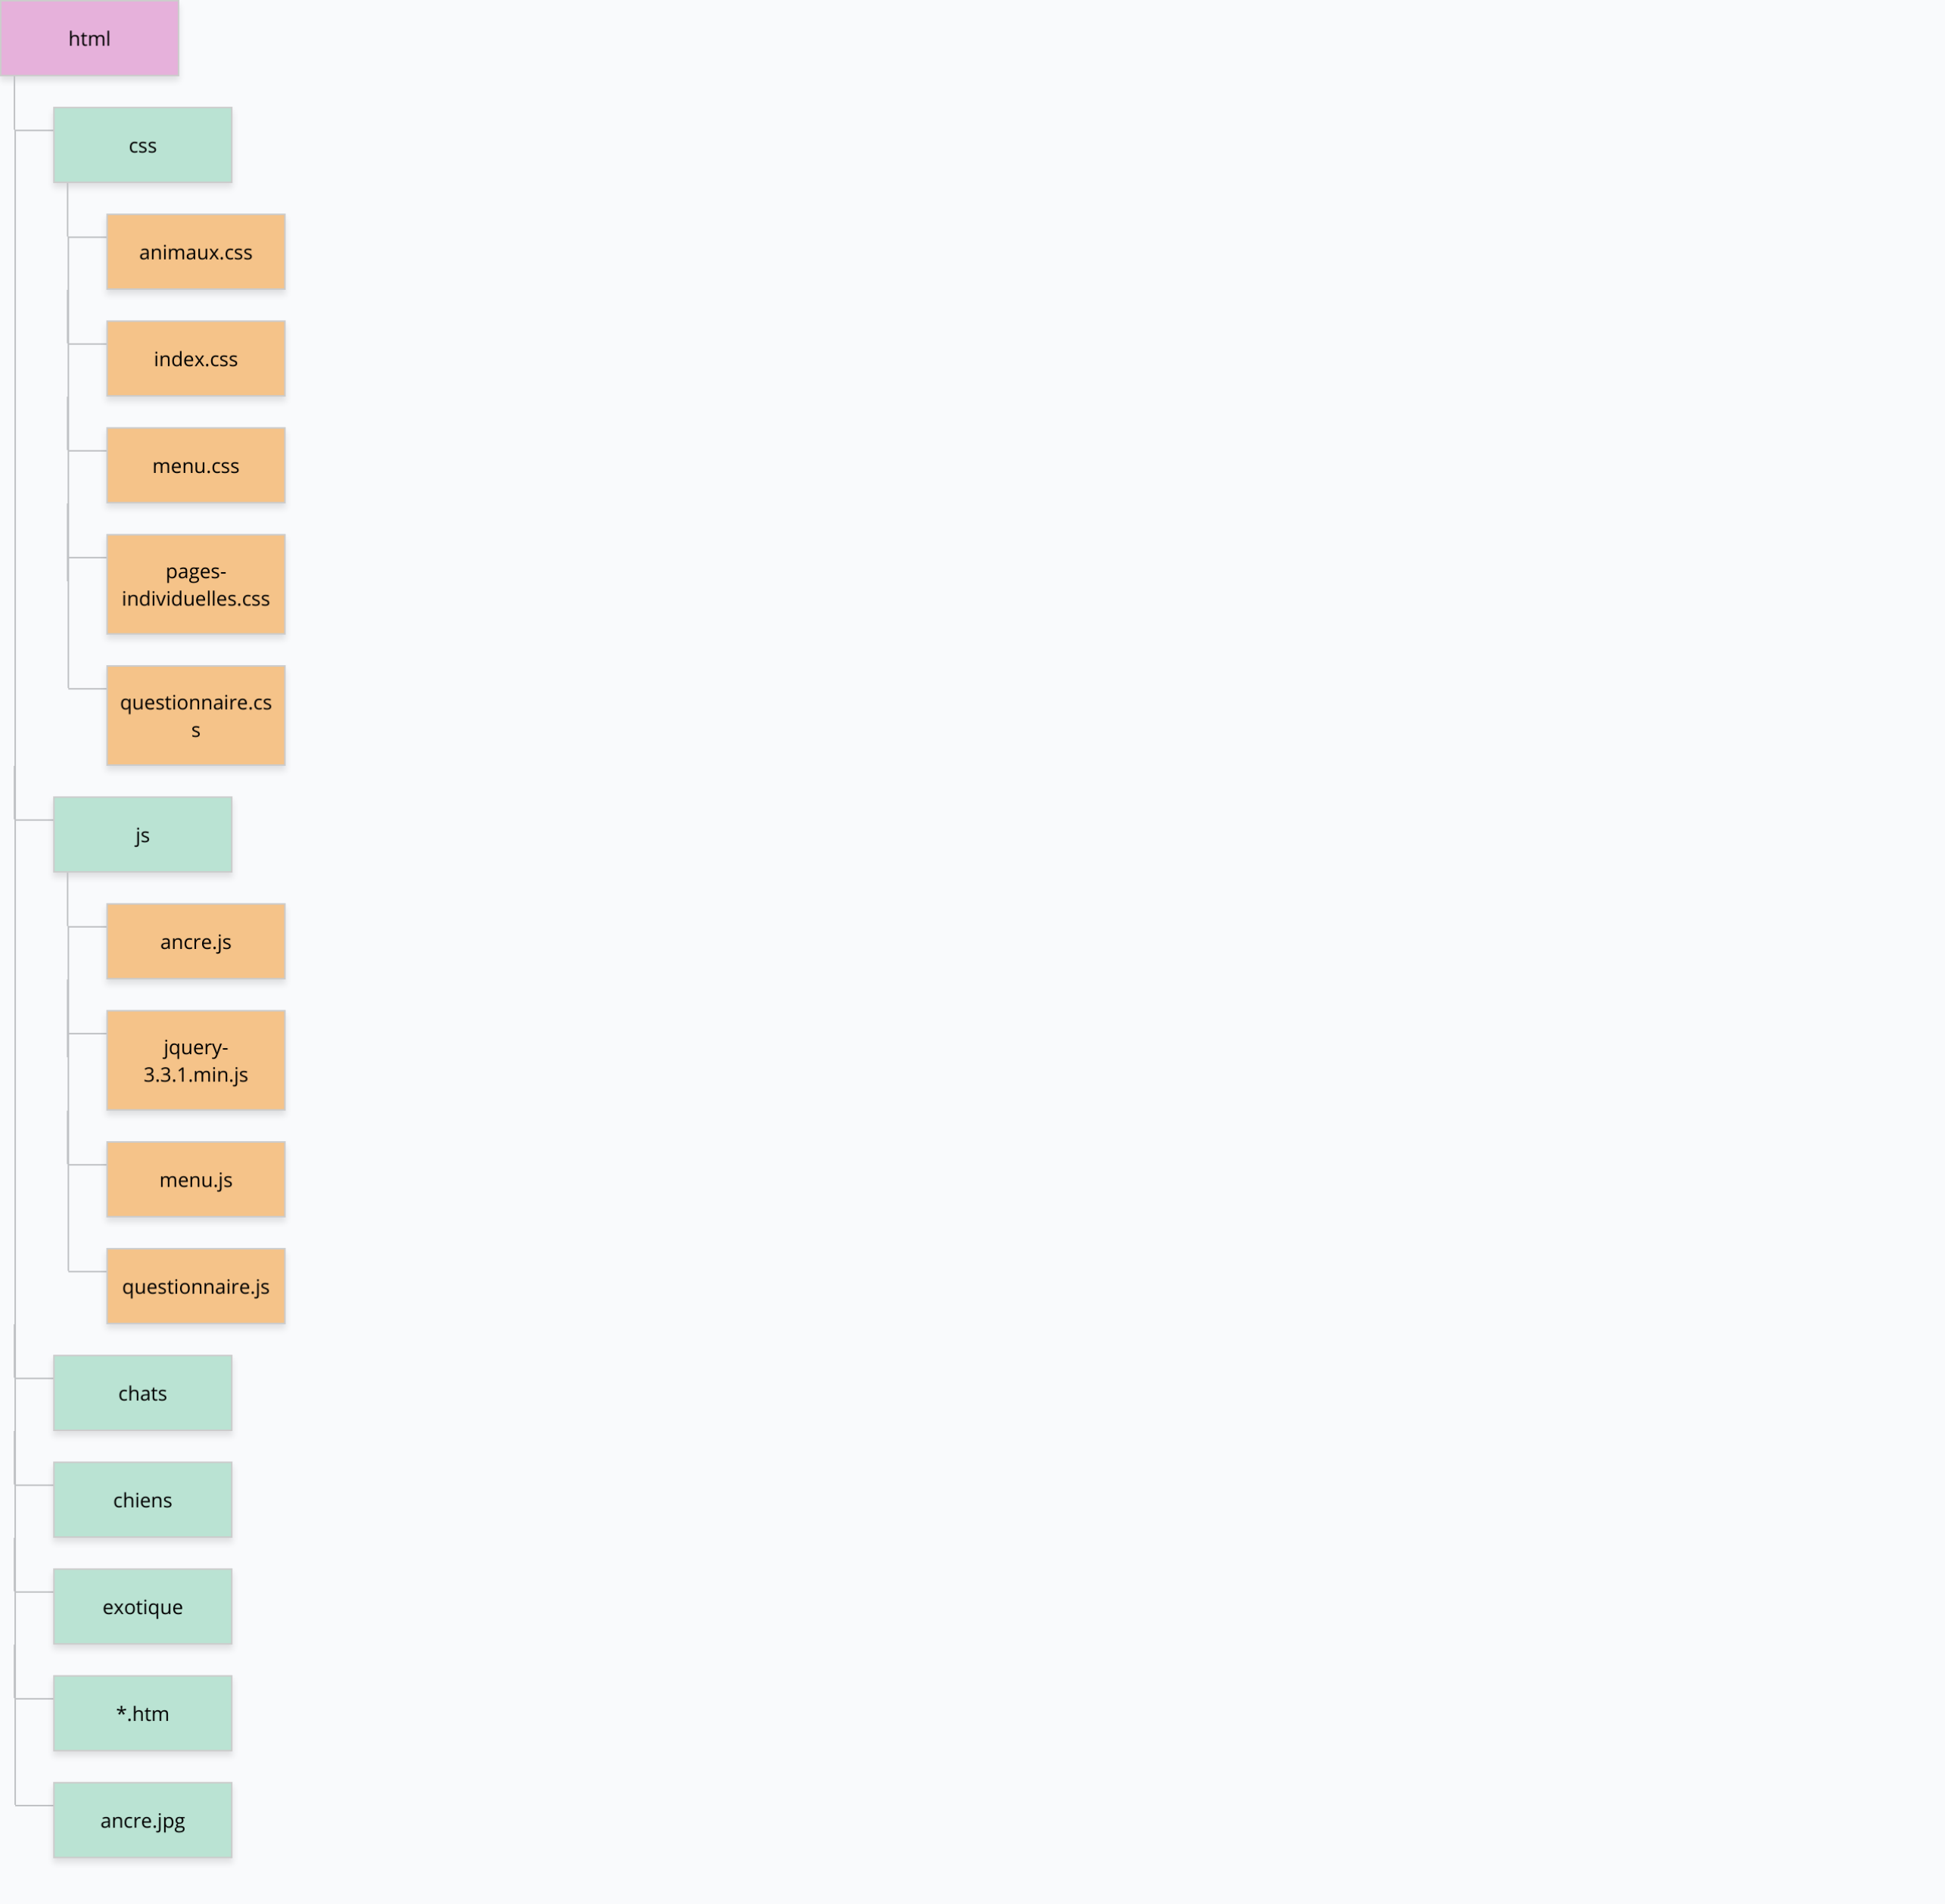 html
css
animaux.css
index.css
menu.css
pages-
individuelles.css
questionnaire.cs
s
js
ancre.js
jquery-
3.3.1.min.js
menu.js
questionnaire.js
chats
chiens
exotique
*.htm
ancre.jpg